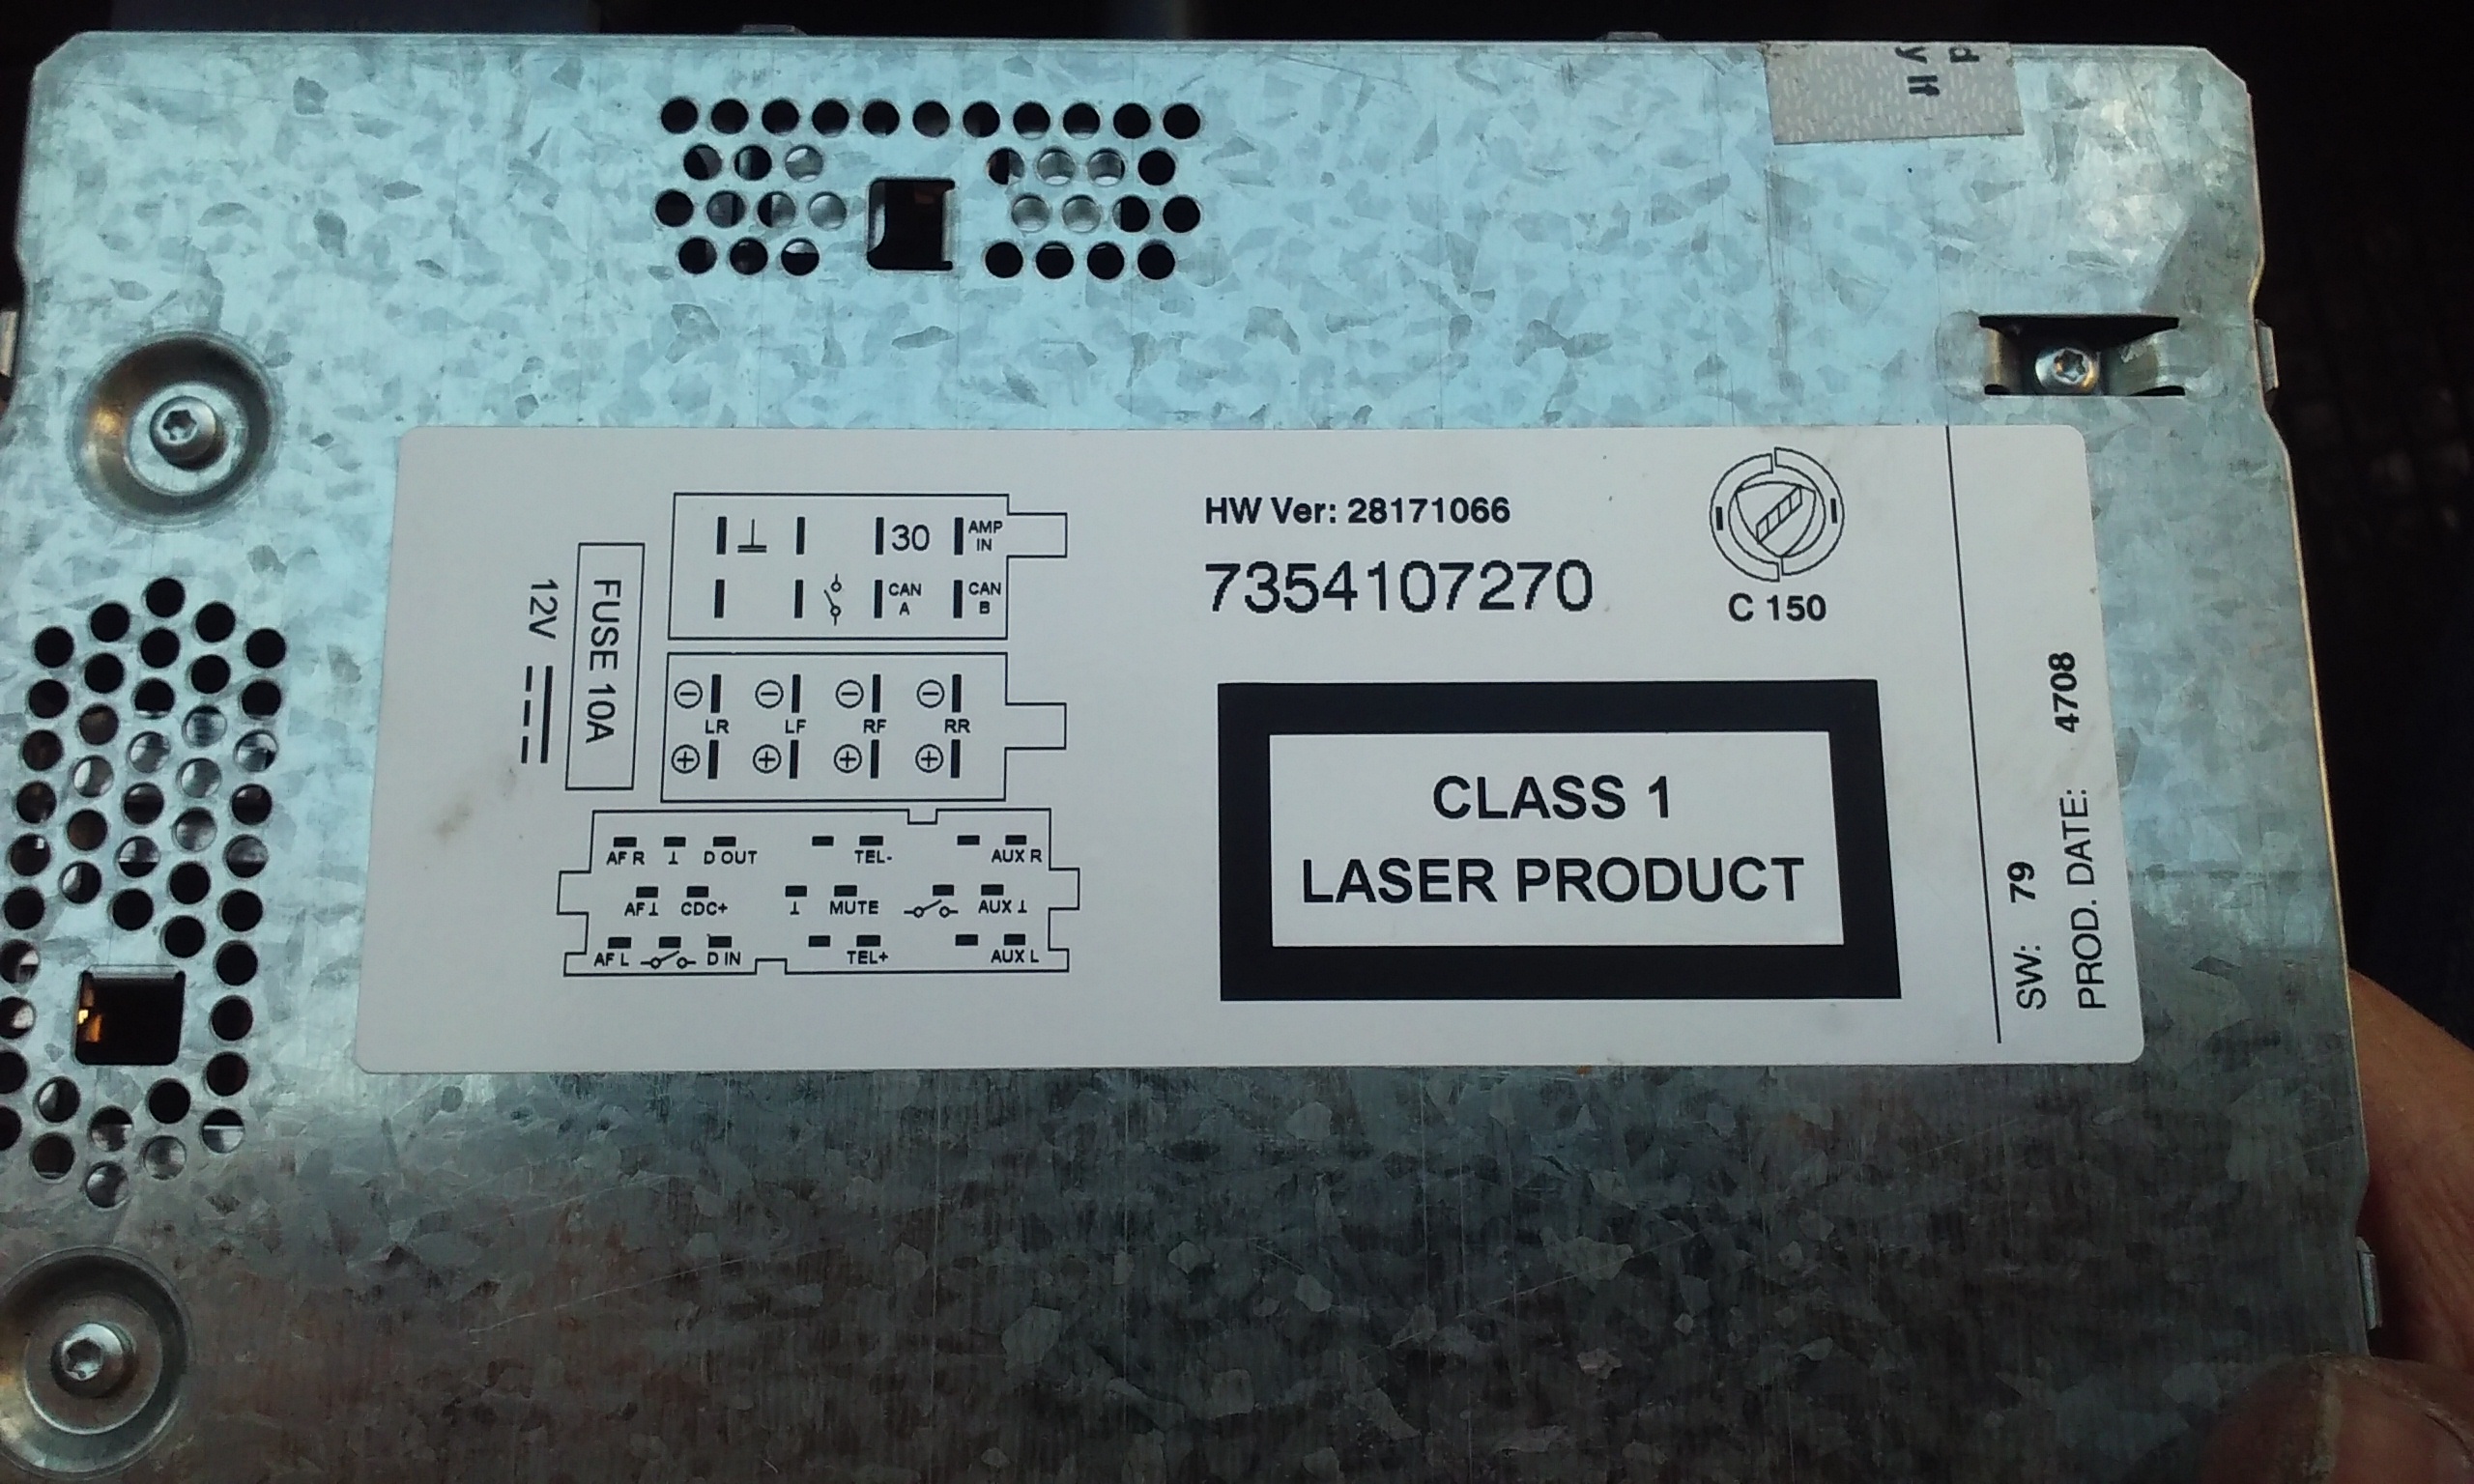 d
y If
HW Ver: 28171066
7354107270
C 150
CLASS 1
LASER PRODUCT
SW: 79
PROD. DATE: 4708
12V
FUSE 10A
30
AMP IN
CAN A
CAN B
LR LF RF RR
AF R D OUT TEL- AUX R
AF CDC+ MUTE AUX
AF L D IN TEL+ AUX L